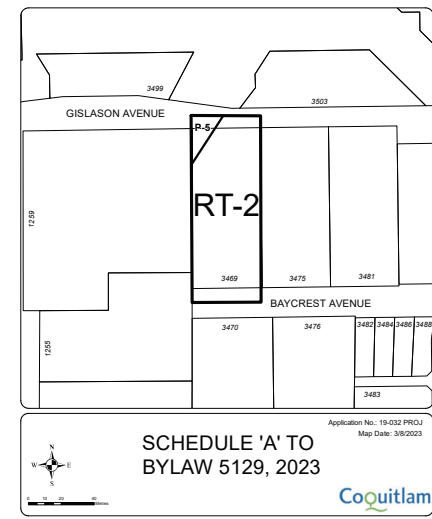 3499
3503
GISLASON AVENUE
P-5
RT-2
1259
3469
3475
3481
BAYCREST AVENUE
3470
3476
3482
3484
3486
3488
1255
3483
Application No.: 19-032 PROJ
Map Date: 3/8/2023
SCHEDULE 'A' TO
BYLAW 5129, 2023
N
W
E
S
0 10 20 40
Metres
Coquitlam